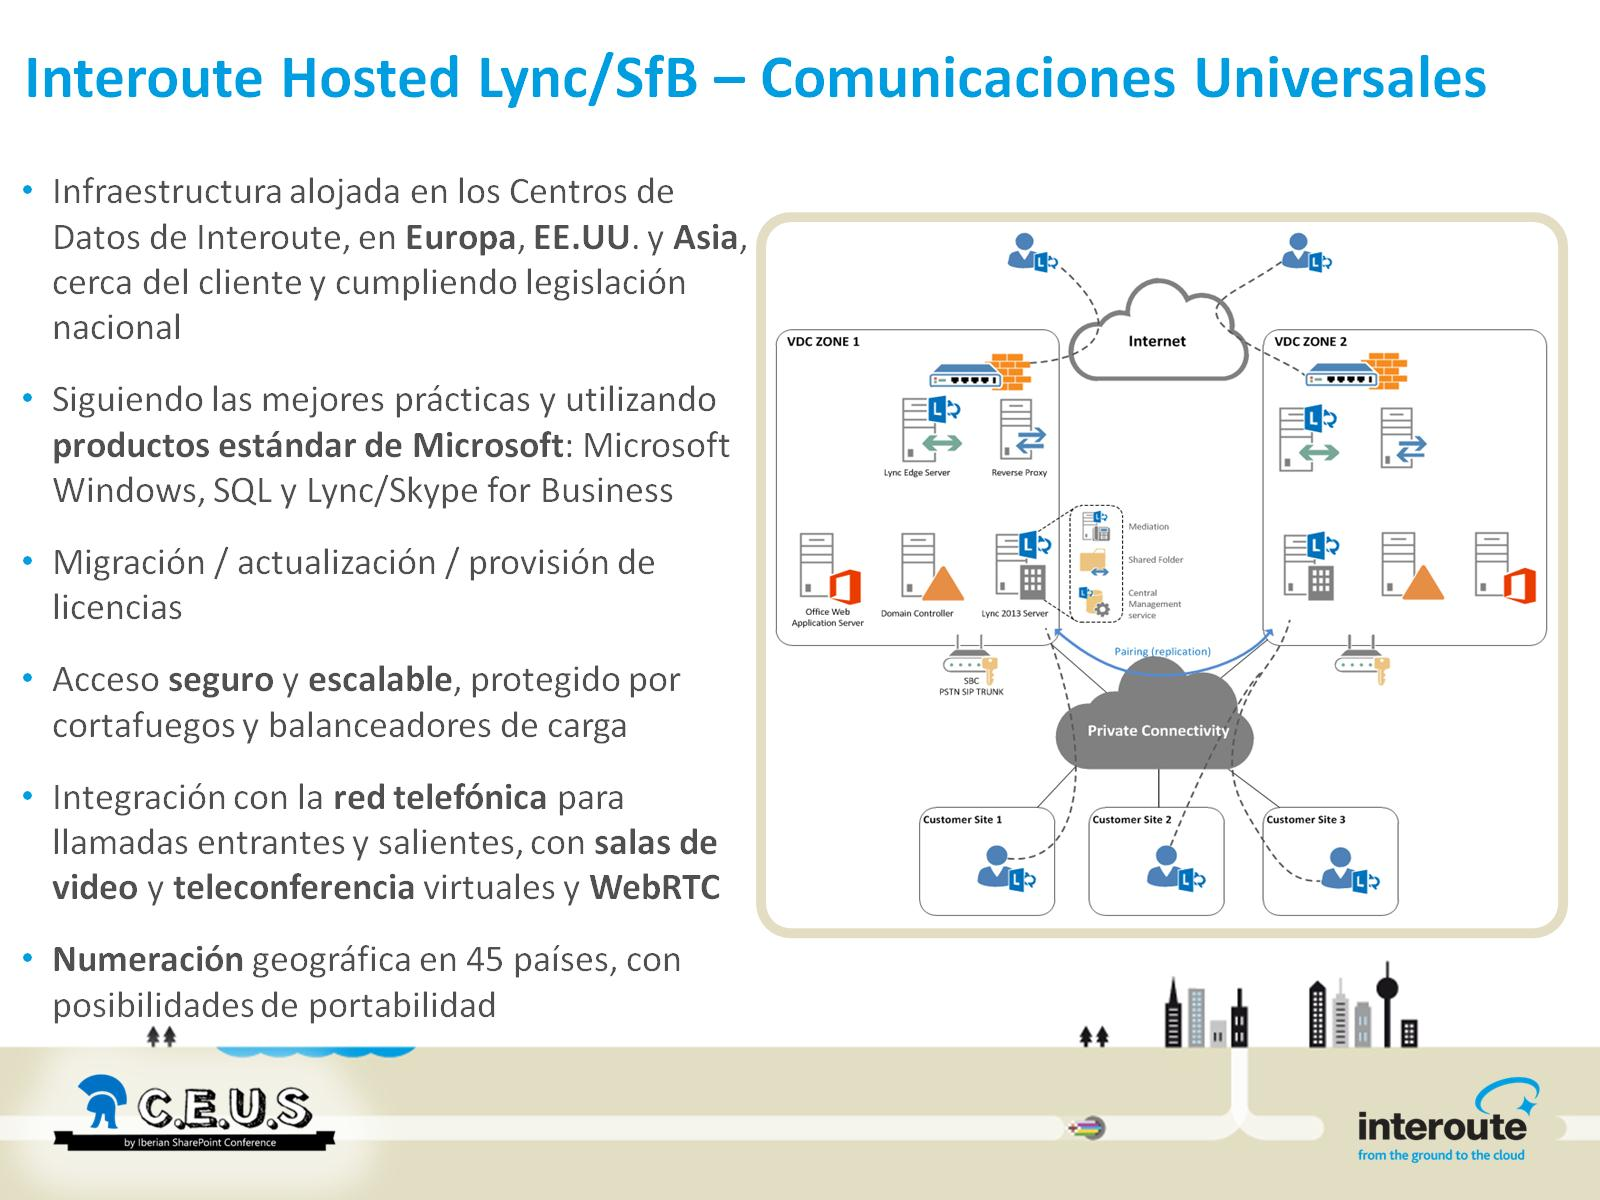 Interoute Hosted Lync/SfB – Comunicaciones Universales
• Infraestructura alojada en los Centros de
Datos de Interoute, en Europa, EE.UU. y Asia,
cerca del cliente y cumpliendo legislación
nacional
• Siguiendo las mejores prácticas y utilizando
productos estándar de Microsoft: Microsoft
Windows, SQL y Lync/Skype for Business
• Migración / actualización / provisión de
licencias
• Acceso seguro y escalable, protegido por
cortafuegos y balanceadores de carga
• Integración con la red telefónica para
llamadas entrantes y salientes, con salas de
video y teleconferencia virtuales y WebRTC
• Numeración geográfica en 45 países, con
posibilidades de portabilidad
Internet
VDC ZONE 1
VDC ZONE 2
Lync Edge Server
Reverse Proxy
Mediation
Shared Folder
Central
Management
service
Office Web
Application Server
Domain Controller
Lync 2013 Server
Pairing (replication)
SBC
PSTN SIP TRUNK
Private Connectivity
Customer Site 1
Customer Site 2
Customer Site 3
C.E.U.S
by Iberian SharePoint Conference
interoute
from the ground to the cloud